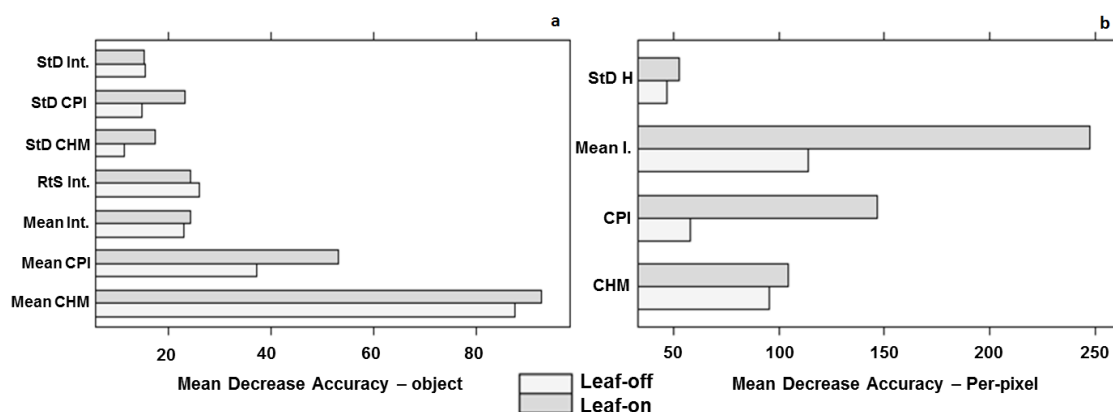 a
StD Int.
StD CPI
StD CHM
RtS Int.
Mean Int.
Mean CPI
Mean CHM
20 40 60 80
Mean Decrease Accuracy – object
b
StD H
Mean I.
CPI
CHM
50 100 150 200 250
Mean Decrease Accuracy – Per-pixel
Leaf-off
Leaf-on